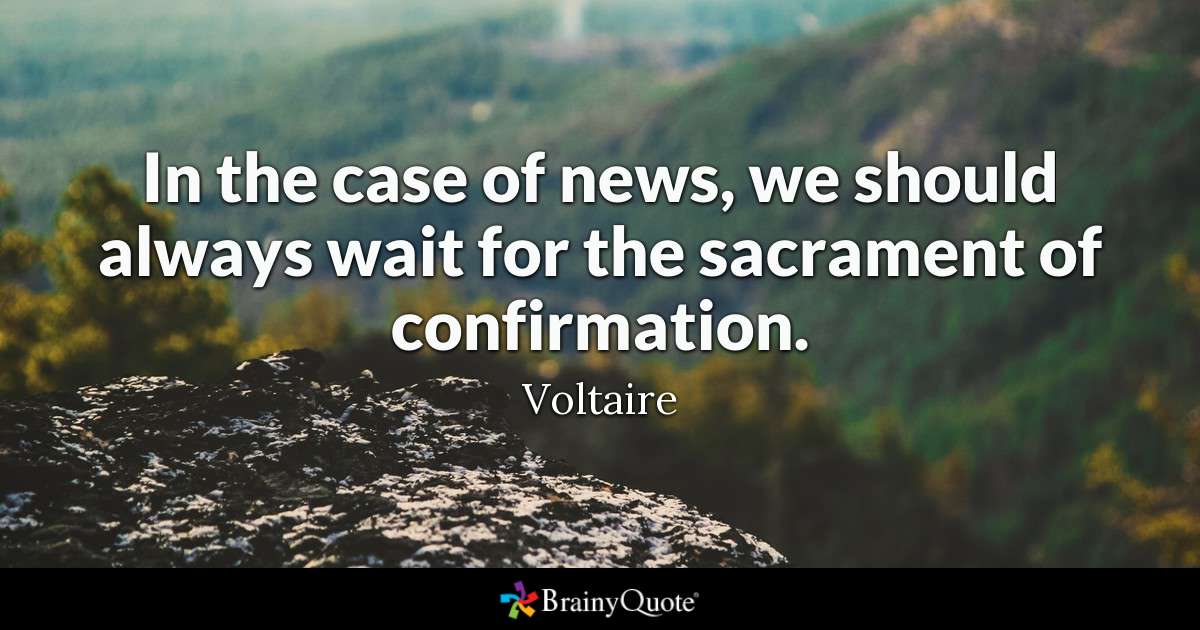 In the case of news, we should
always wait for the sacrament of
confirmation.
Voltaire
BrainyQuote®